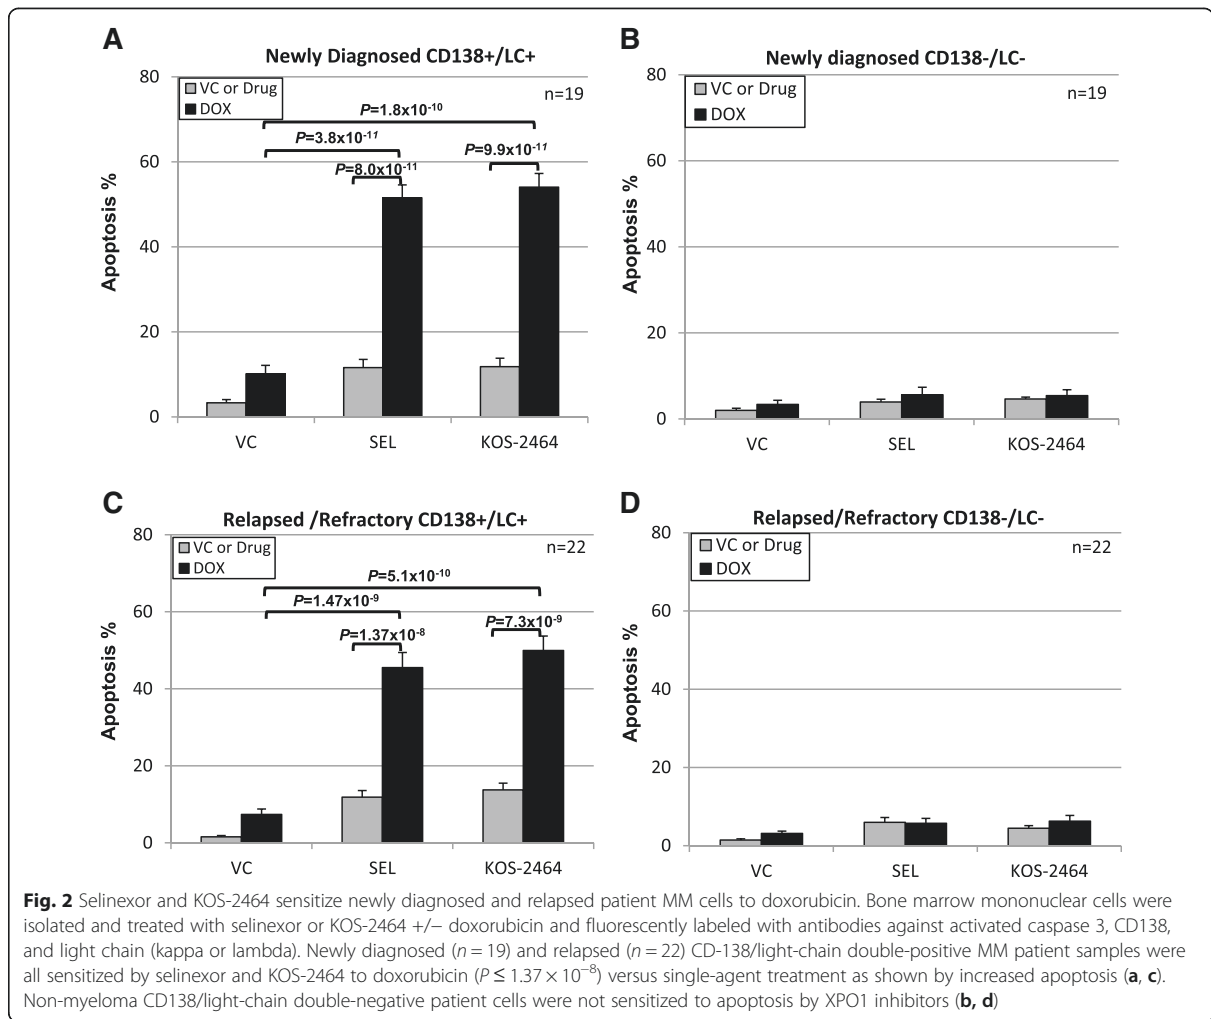 A
Newly Diagnosed CD138+/LC+
80
VC or Drug
DOX
n=19
P=1.8x10-10
P=3.8x10-11
P=9.9x10-11
P=8.0x10-11
60
40
20
0
Apoptosis %
VC SEL KOS-2464
B
Newly diagnosed CD138-/LC-
80
VC or Drug
DOX
n=19
60
40
20
0
Apoptosis %
VC SEL KOS-2464
C
Relapsed /Refractory CD138+/LC+
80
VC or Drug
DOX
n=22
P=5.1x10-10
P=1.47x10-9
P=7.3x10-9
P=1.37x10-8
60
40
20
0
Apoptosis %
VC SEL KOS-2464
D
Relapsed/Refractory CD138-/LC-
80
VC or Drug
DOX
n=22
60
40
20
0
Apoptosis %
VC SEL KOS-2464
Fig. 2 Selinexor and KOS-2464 sensitize newly diagnosed and relapsed patient MM cells to doxorubicin. Bone marrow mononuclear cells were
isolated and treated with selinexor or KOS-2464 +/− doxorubicin and fluorescently labeled with antibodies against activated caspase 3, CD138,
and light chain (kappa or lambda). Newly diagnosed (n = 19) and relapsed (n = 22) CD-138/light-chain double-positive MM patient samples were
all sensitized by selinexor and KOS-2464 to doxorubicin (P ≤ 1.37 × 10−8) versus single-agent treatment as shown by increased apoptosis (a, c).
Non-myeloma CD138/light-chain double-negative patient cells were not sensitized to apoptosis by XPO1 inhibitors (b, d)